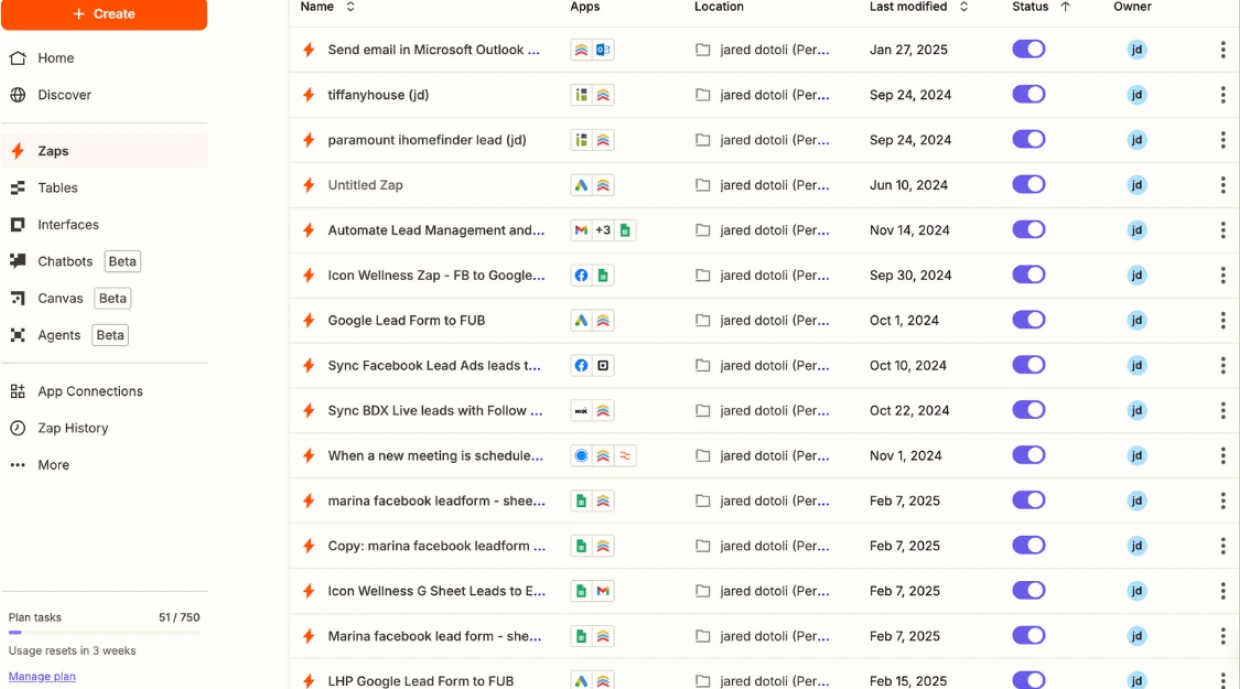 + Create
Home
Discover
Zaps
Tables
Interfaces
Chatbots Beta
Canvas Beta
Agents Beta
App Connections
Zap History
More
Plan tasks 51 / 750
Usage resets in 3 weeks
Manage plan
Name Apps Location Last modified Status Owner
Send email in Microsoft Outlook ... jared dotoli (Per... Jan 27, 2025 jd
tiffanyhouse (jd) jared dotoli (Per... Sep 24, 2024 jd
paramount ihomefinder lead (jd) jared dotoli (Per... Sep 24, 2024 jd
Untitled Zap jared dotoli (Per... Jun 10, 2024 jd
Automate Lead Management and... +3 jared dotoli (Per... Nov 14, 2024 jd
Icon Wellness Zap - FB to Google... jared dotoli (Per... Sep 30, 2024 jd
Google Lead Form to FUB jared dotoli (Per... Oct 1, 2024 jd
Sync Facebook Lead Ads leads t... jared dotoli (Per... Oct 10, 2024 jd
Sync BDX Live leads with Follow ... jared dotoli (Per... Oct 22, 2024 jd
When a new meeting is schedule... jared dotoli (Per... Nov 1, 2024 jd
marina facebook leadform - shee... jared dotoli (Per... Feb 7, 2025 jd
Copy: marina facebook leadform ... jared dotoli (Per... Feb 7, 2025 jd
Icon Wellness G Sheet Leads to E... jared dotoli (Per... Feb 7, 2025 jd
Marina facebook lead form - she... jared dotoli (Per... Feb 7, 2025 jd
LHP Google Lead Form to FUB jared dotoli (Per... Feb 15, 2025 jd